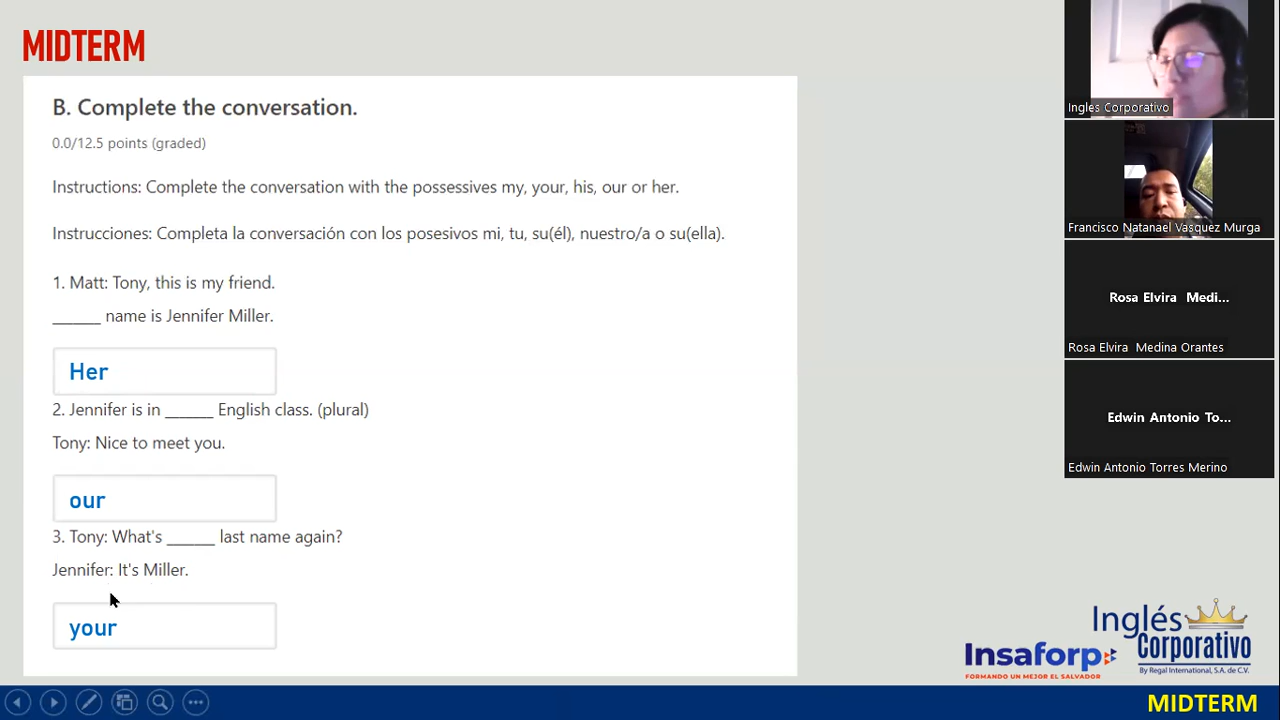 MIDTERM
B. Complete the conversation.
0.0/12.5 points (graded)
Instructions: Complete the conversation with the possessives my, your, his, our or her.
Instrucciones: Completa la conversación con los posesivos mi, tu, su(él), nuestro/a o su(ella).
1. Matt: Tony, this is my friend.
______ name is Jennifer Miller.
Her
2. Jennifer is in ______ English class. (plural)
Tony: Nice to meet you.
our
3. Tony: What's ______ last name again?
Jennifer: It's Miller.
your
Ingles Corporativo
Francisco Natanael Vasquez Murga
Rosa Elvira Medi...
Rosa Elvira Medina Orantes
Edwin Antonio To...
Edwin Antonio Torres Merino
Insaforp
FORMANDO UN MEJOR EL SALVADOR
Inglés
Corporativo
By Regal International, S.A. de C.V.
MIDTERM